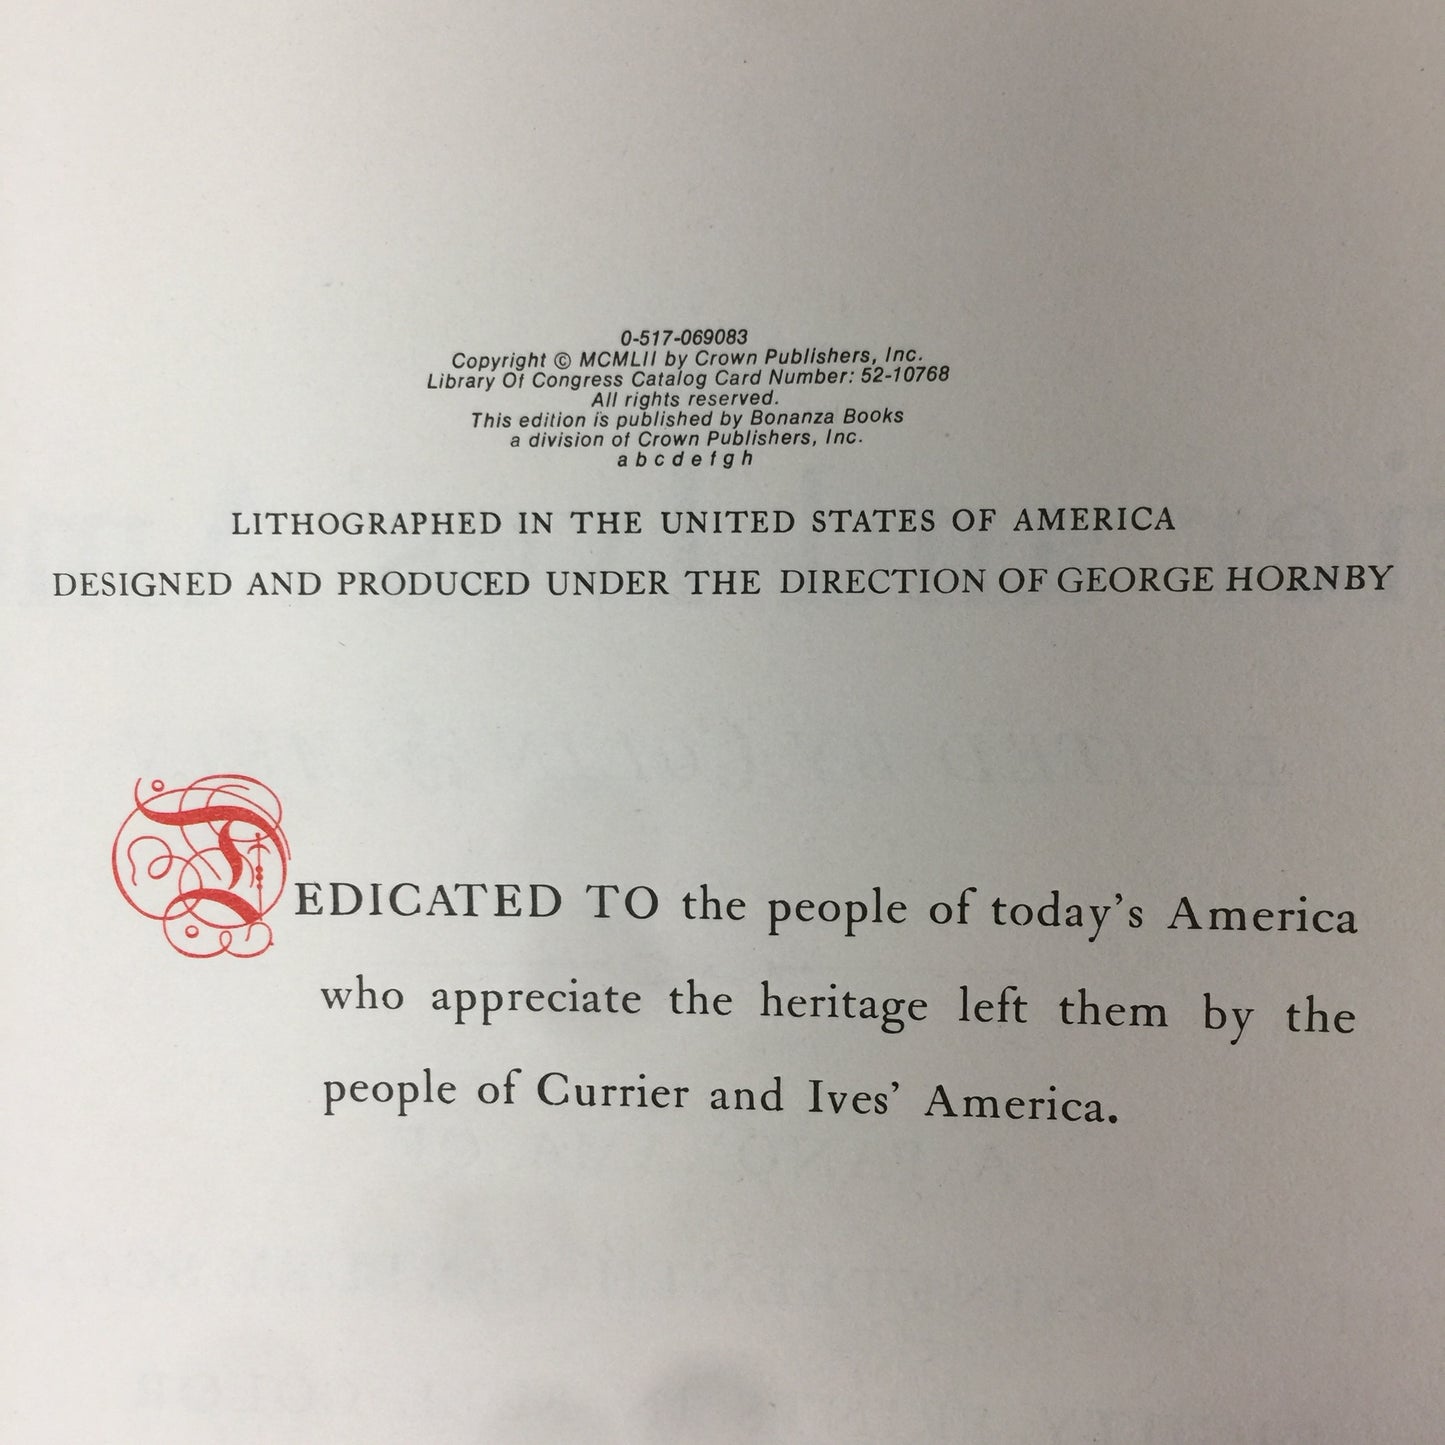 0-517-069083
Copyright © MCMLII by Crown Publishers, Inc.
Library Of Congress Catalog Card Number: 52-10768
All rights reserved.
This edition is published by Bonanza Books
a division of Crown Publishers, Inc.
a b c d e f g h
LITHOGRAPHED IN THE UNITED STATES OF AMERICA
DESIGNED AND PRODUCED UNDER THE DIRECTION OF GEORGE HORNBY
DEDICATED TO the people of today's America
who appreciate the heritage left them by the
people of Currier and Ives' America.